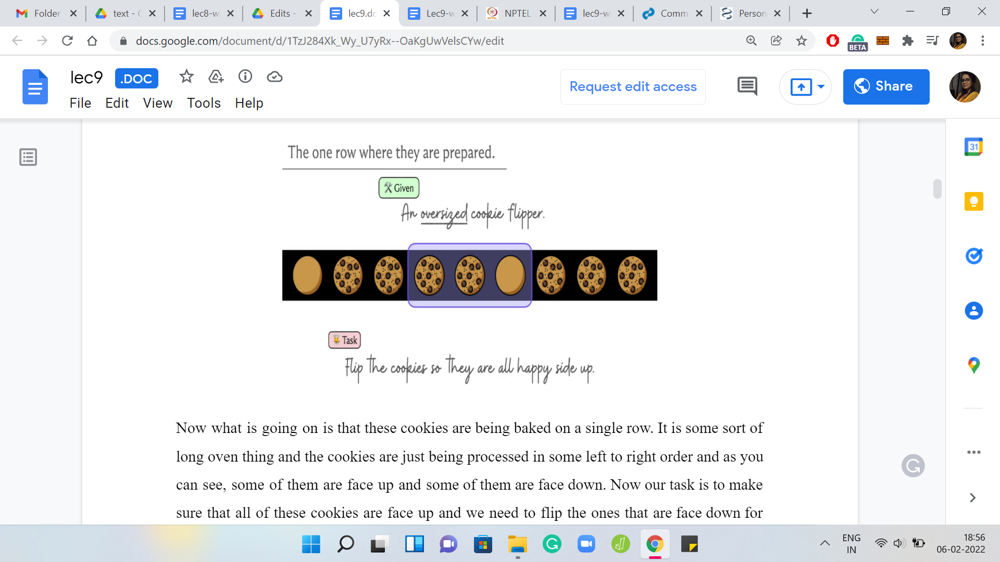 Folder
text - G
lec8-w
Edits -
lec9.dc
Lec9-w
NPTEL
lec9-w
Comm
Person
docs.google.com/document/d/1TzJ284Xk_Wy_U7yRx--OaKgUwVelsCYw/edit
BETA
lec9 .DOC
File Edit View Tools Help
Request edit access
Share
The one row where they are prepared.
Given
An oversized cookie flipper.
Task
Flip the cookies so they are all happy side up.
Now what is going on is that these cookies are being baked on a single row. It is some sort of
long oven thing and the cookies are just being processed in some left to right order and as you
can see, some of them are face up and some of them are face down. Now our task is to make
sure that all of these cookies are face up and we need to flip the ones that are face down for
31
ENG
IN
18:56
06-02-2022